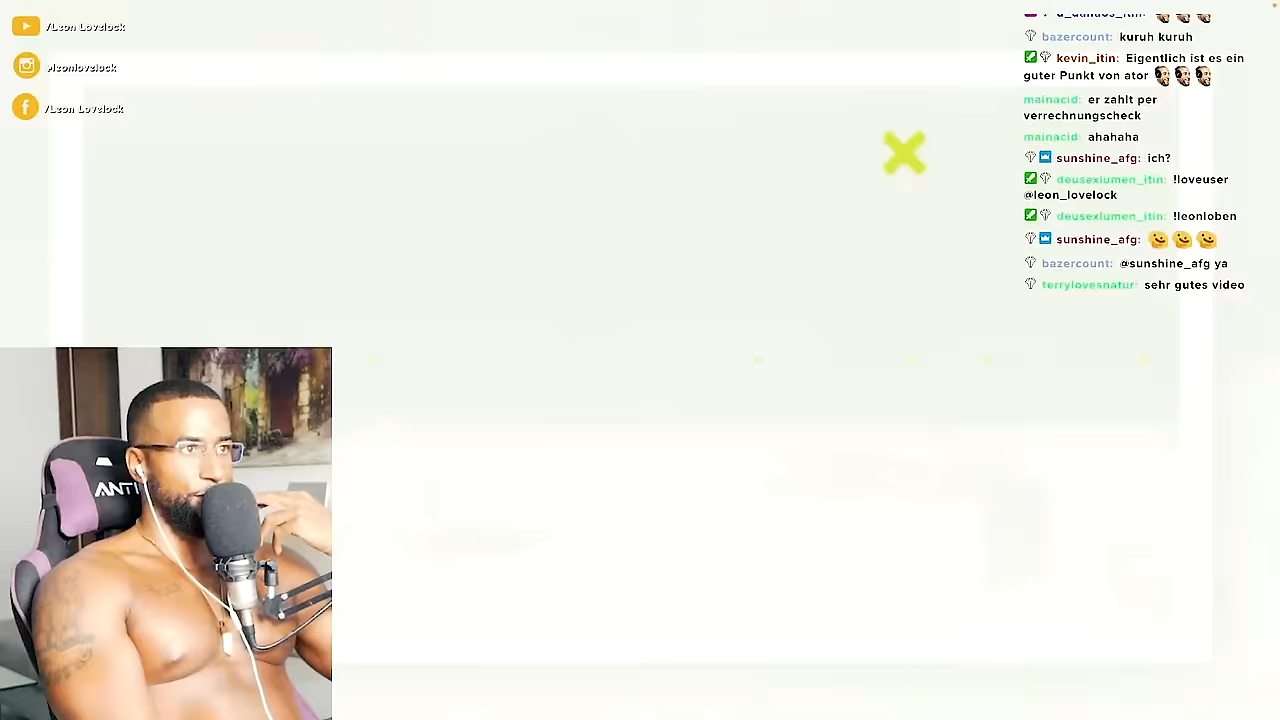 /Leon Lovelock
/leonlovelock
/Leon Lovelock
bazercount: kuruh kuruh
kevin_itin: Eigentlich ist es ein
guter Punkt von ator
mainacid: er zahlt per
verrechnungscheck
mainacid: ahahaha
sunshine_afg: ich?
deusexlumen_itin: !loveuser
@leon_lovelock
deusexlumen_itin: !leonloben
sunshine_afg:
bazercount: @sunshine_afg ya
terrylovesnatur: sehr gutes video